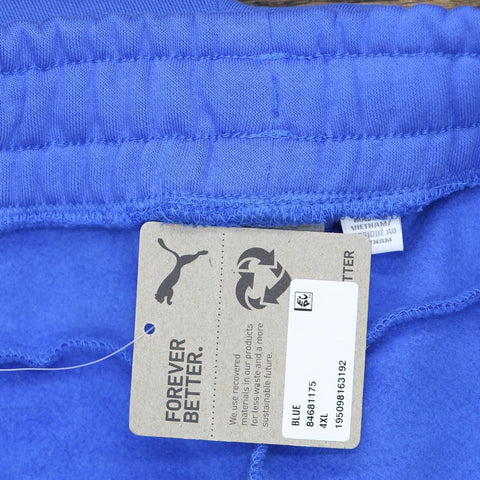 FOREVER
BETTER.
We use recovered
materials in our products
for less waste and a more
sustainable future.
BLUE
84681175
4XL
195098163192
TTER
VIETNAM/